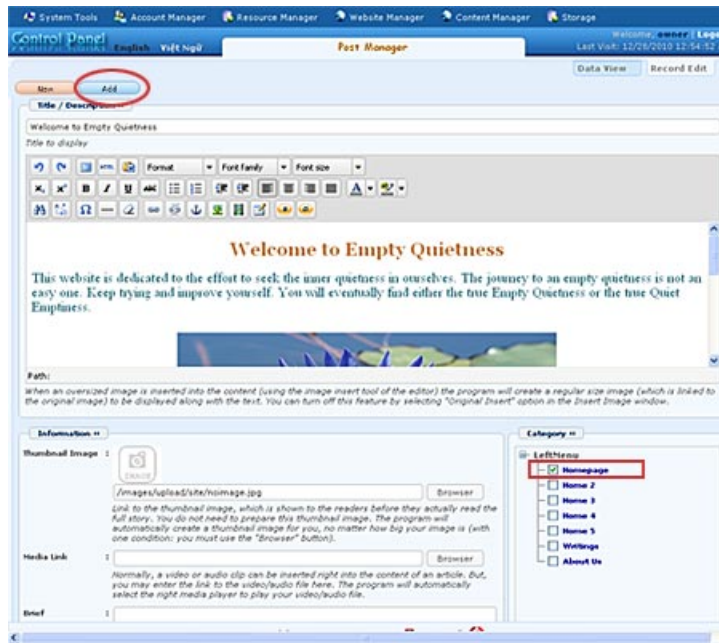 System Tools Account Manager Resource Manager Website Manager Content Manager Storage
Control Panel English Việt Ngữ Post Manager Welcome, owner | Logo
Last Visit: 12/26/2010 12:54:52
Data View Record Edit
New Add
Title / Description
Welcome to Empty Quietness
Title to display
HTML Format Font family Font size
Welcome to Empty Quietness
This website is dedicated to the effort to seek the inner quietness in ourselves. The journey to an empty quietness is not an
easy one. Keep trying and improve yourself. You will eventually find either the true Empty Quietness or the true Quiet
Emptiness.
Path:
When an oversized image is inserted into the content (using the image insert tool of the editor) the program will create a regular size image (which is linked to
the original image) to be displayed along with the text. You can turn off this feature by selecting "Original Insert" option in the Insert Image window.
Information
Thumbnail Image :
IMAGE
/images/upload/site/noimage.jpg Browser
Link to the thumbnail image, which is shown to the readers before they actually read the
full story. You do not need to prepare this thumbnail image. The program will
automatically create a thumbnail image for you, no matter how big your image is (with
one condition: you must use the "Browser" button).
Media Link : Browser
Normally, a video or audio clip can be inserted right into the content of an article. But,
you may enter the link to the video/audio file here. The program will automatically
select the right media player to play your video/audio file.
Brief :
Category
LeftMenu
Homepage
Home 2
Home 3
Home 4
Home 5
Writings
About Us